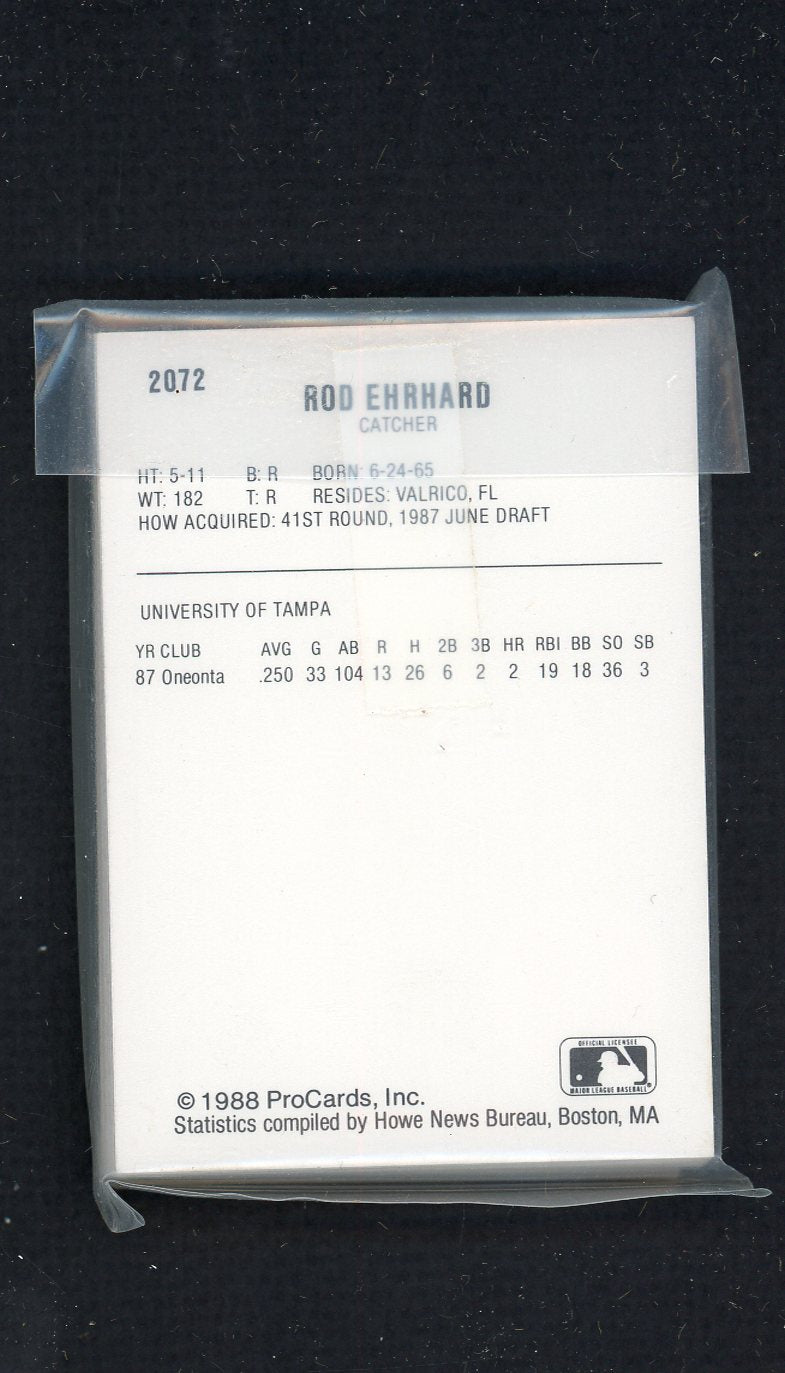 2072
ROD EHRHARD
CATCHER
HT: 5-11 B: R BORN: 6-24-65
WT: 182 T: R RESIDES: VALRICO, FL
HOW ACQUIRED: 41ST ROUND, 1987 JUNE DRAFT
UNIVERSITY OF TAMPA
YR CLUB AVG G AB R H 2B 3B HR RBI BB SO SB
87 Oneonta .250 33 104 13 26 6 2 2 19 18 36 3
OFFICIAL LICENSEE
MAJOR LEAGUE BASEBALL®
© 1988 ProCards, Inc.
Statistics compiled by Howe News Bureau, Boston, MA